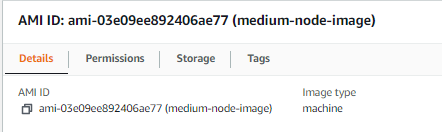 AMI ID: ami-03e09ee892406ae77 (medium-node-image)
Details
Permissions
Storage
Tags
AMI ID
Image type
ami-03e09ee892406ae77 (medium-node-image)
machine